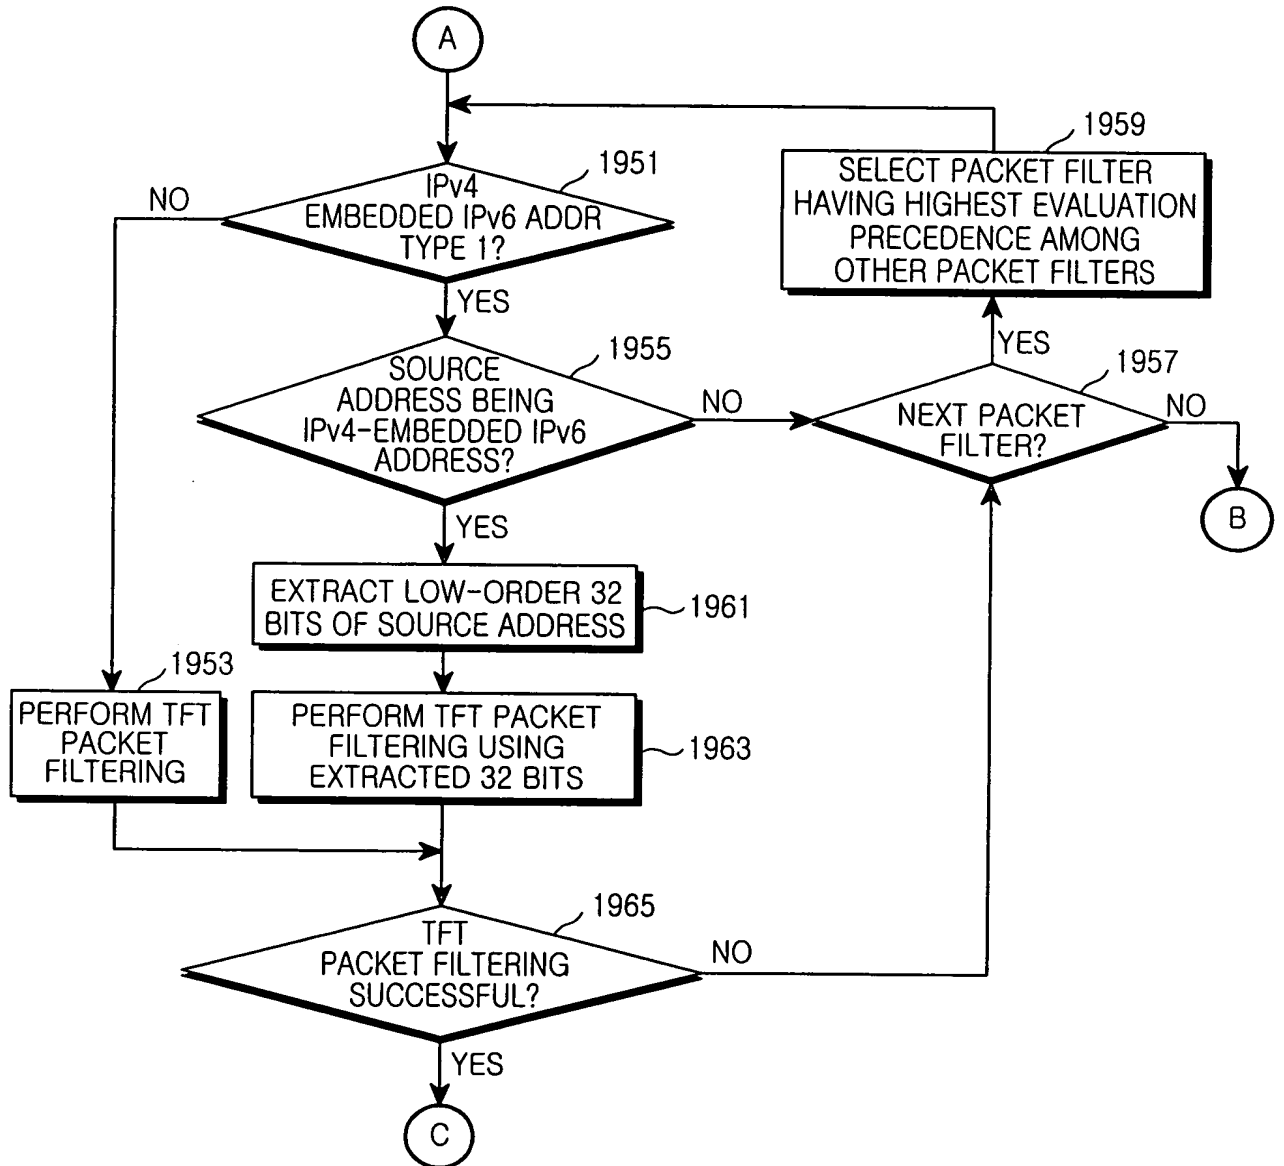 A
1959
SELECT PACKET FILTER
HAVING HIGHEST EVALUATION
PRECEDENCE AMONG
OTHER PACKET FILTERS
1951
IPv4
EMBEDDED IPv6 ADDR
TYPE 1?
NO
YES
1955
SOURCE
ADDRESS BEING
IPv4-EMBEDDED IPv6
ADDRESS?
NO
YES
1957
NEXT PACKET
FILTER?
YES
NO
B
EXTRACT LOW-ORDER 32
BITS OF SOURCE ADDRESS
1961
1953
PERFORM TFT
PACKET
FILTERING
PERFORM TFT PACKET
FILTERING USING
EXTRACTED 32 BITS
1963
1965
TFT
PACKET FILTERING
SUCCESSFUL?
NO
YES
C